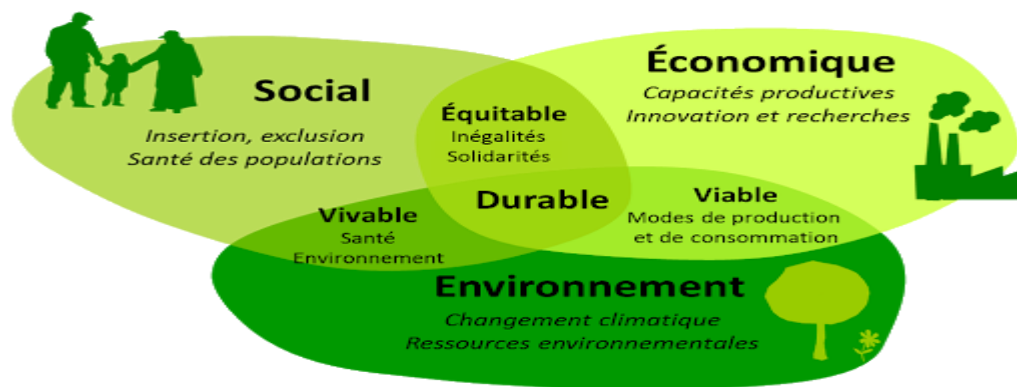 Social
Insertion, exclusion
Santé des populations
Économique
Capacités productives
Innovation et recherches
Équitable
Inégalités
Solidarités
Durable
Vivable
Santé
Environnement
Viable
Modes de production
et de consommation
Environnement
Changement climatique
Ressources environnementales